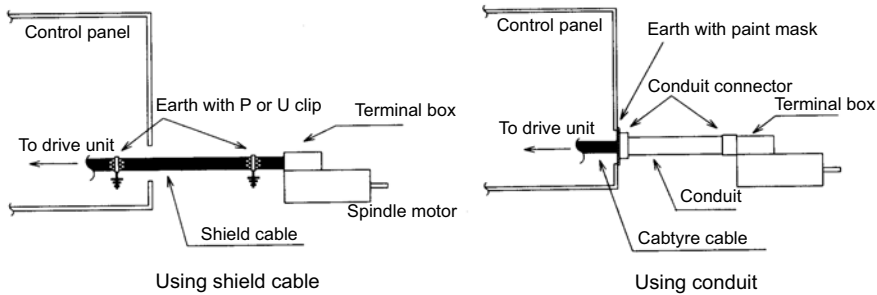 Control panel
Earth with P or U clip
Terminal box
To drive unit
Spindle motor
Shield cable
Using shield cable
Control panel
Earth with paint mask
Conduit connector
Terminal box
To drive unit
Conduit
Cabtyre cable
Using conduit